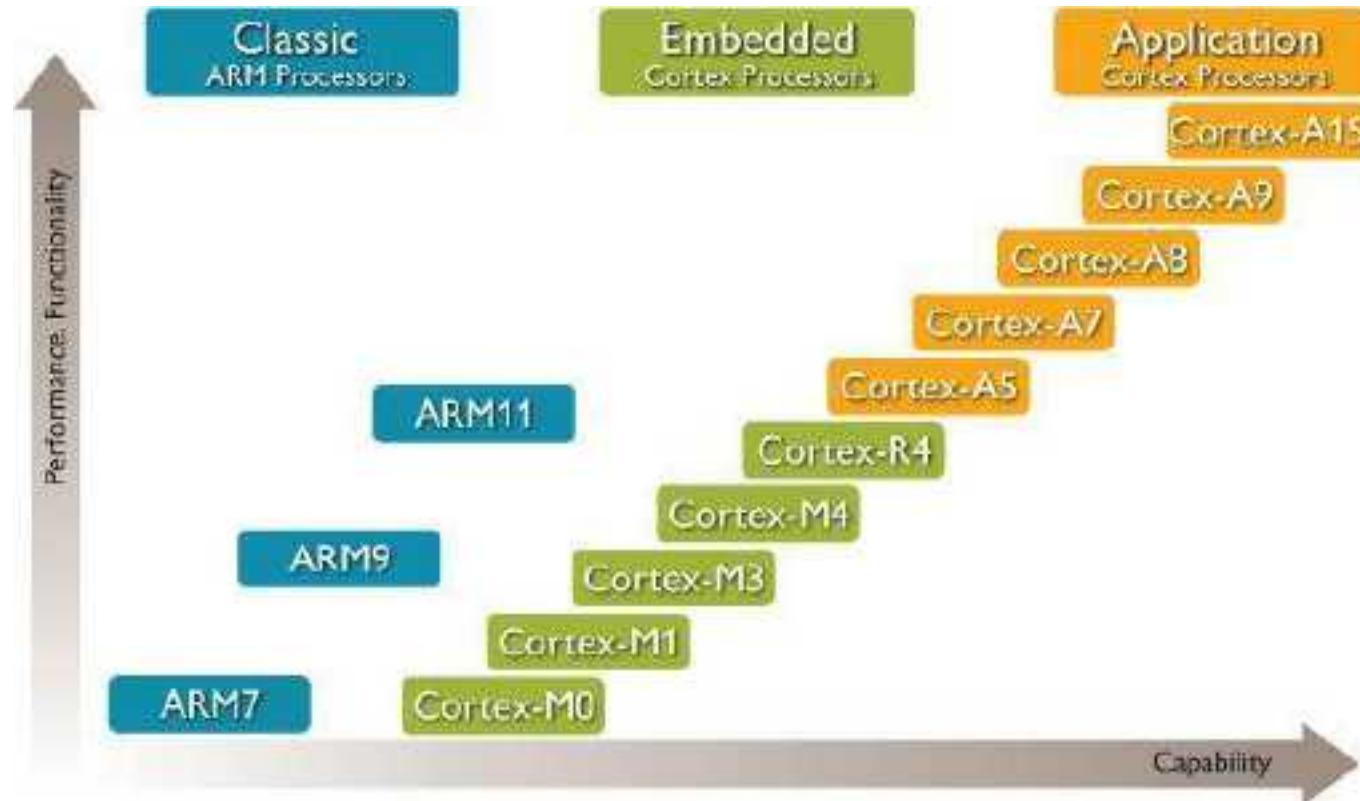 Classic
ARM Processors
Embedded
Cortex Processors
Application
Cortex Processors
Cortex-A15
Cortex-A9
Cortex-A8
Cortex-A7
Cortex-A5
ARM11
Cortex-R4
Cortex-M4
ARM9
Cortex-M3
Cortex-M1
ARM7
Cortex-M0
Performance, Functionality
Capability